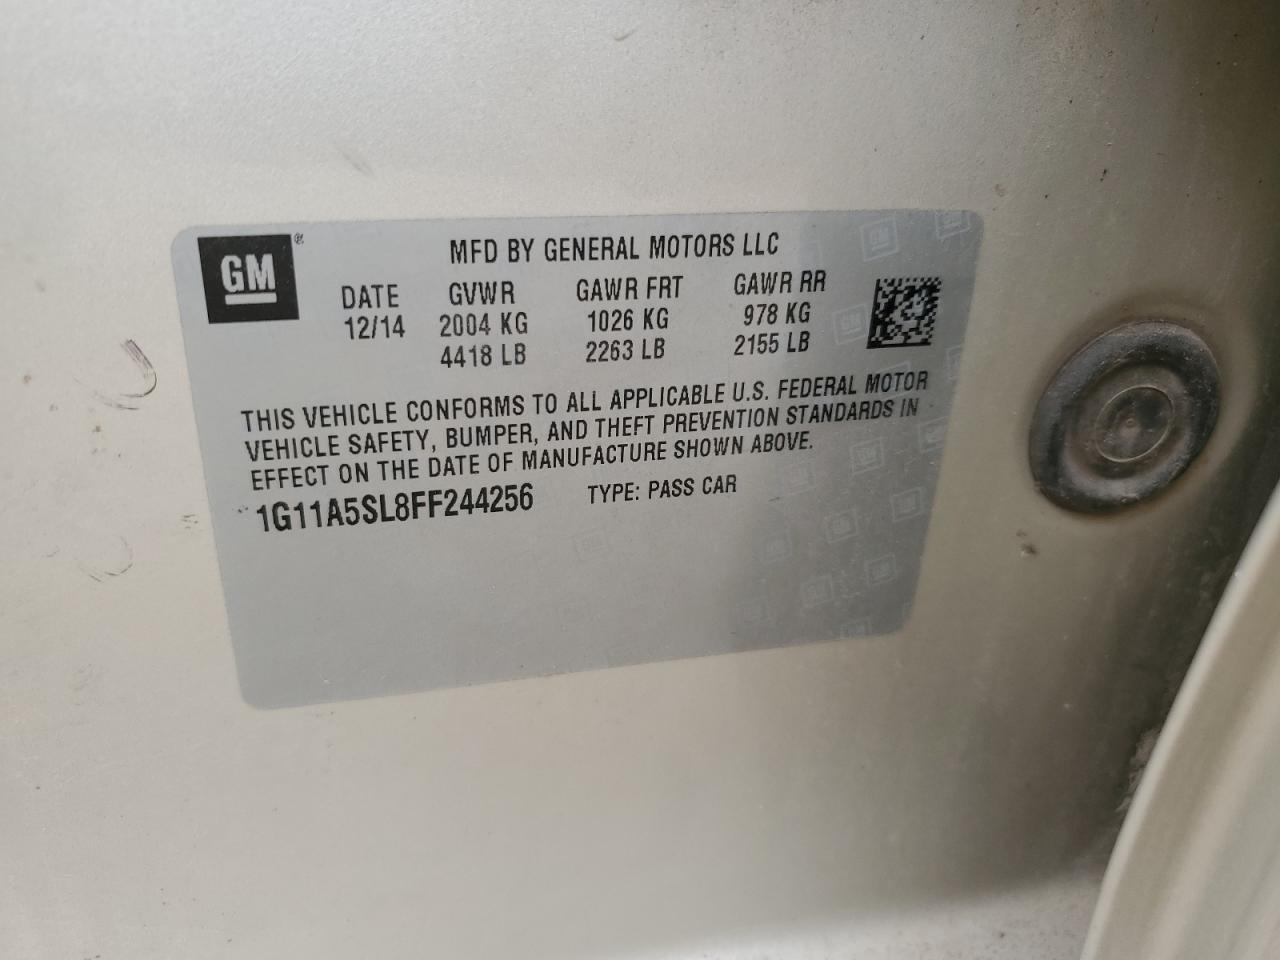 GM®
MFD BY GENERAL MOTORS LLC
DATE GVWR GAWR FRT GAWR RR
12/14 2004 KG 1026 KG 978 KG
4418 LB 2263 LB 2155 LB
THIS VEHICLE CONFORMS TO ALL APPLICABLE U.S. FEDERAL MOTOR
VEHICLE SAFETY, BUMPER, AND THEFT PREVENTION STANDARDS IN
EFFECT ON THE DATE OF MANUFACTURE SHOWN ABOVE.
1G11A5SL8FF244256 TYPE: PASS CAR